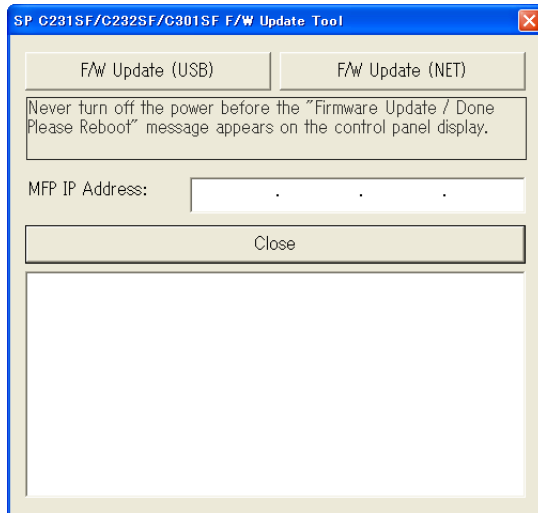 SP C231SF/C232SF/C301SF F/W Update Tool
F/W Update (USB) F/W Update (NET)
Never turn off the power before the "Firmware Update / Done
Please Reboot" message appears on the control panel display.
MFP IP Address: . . .
Close